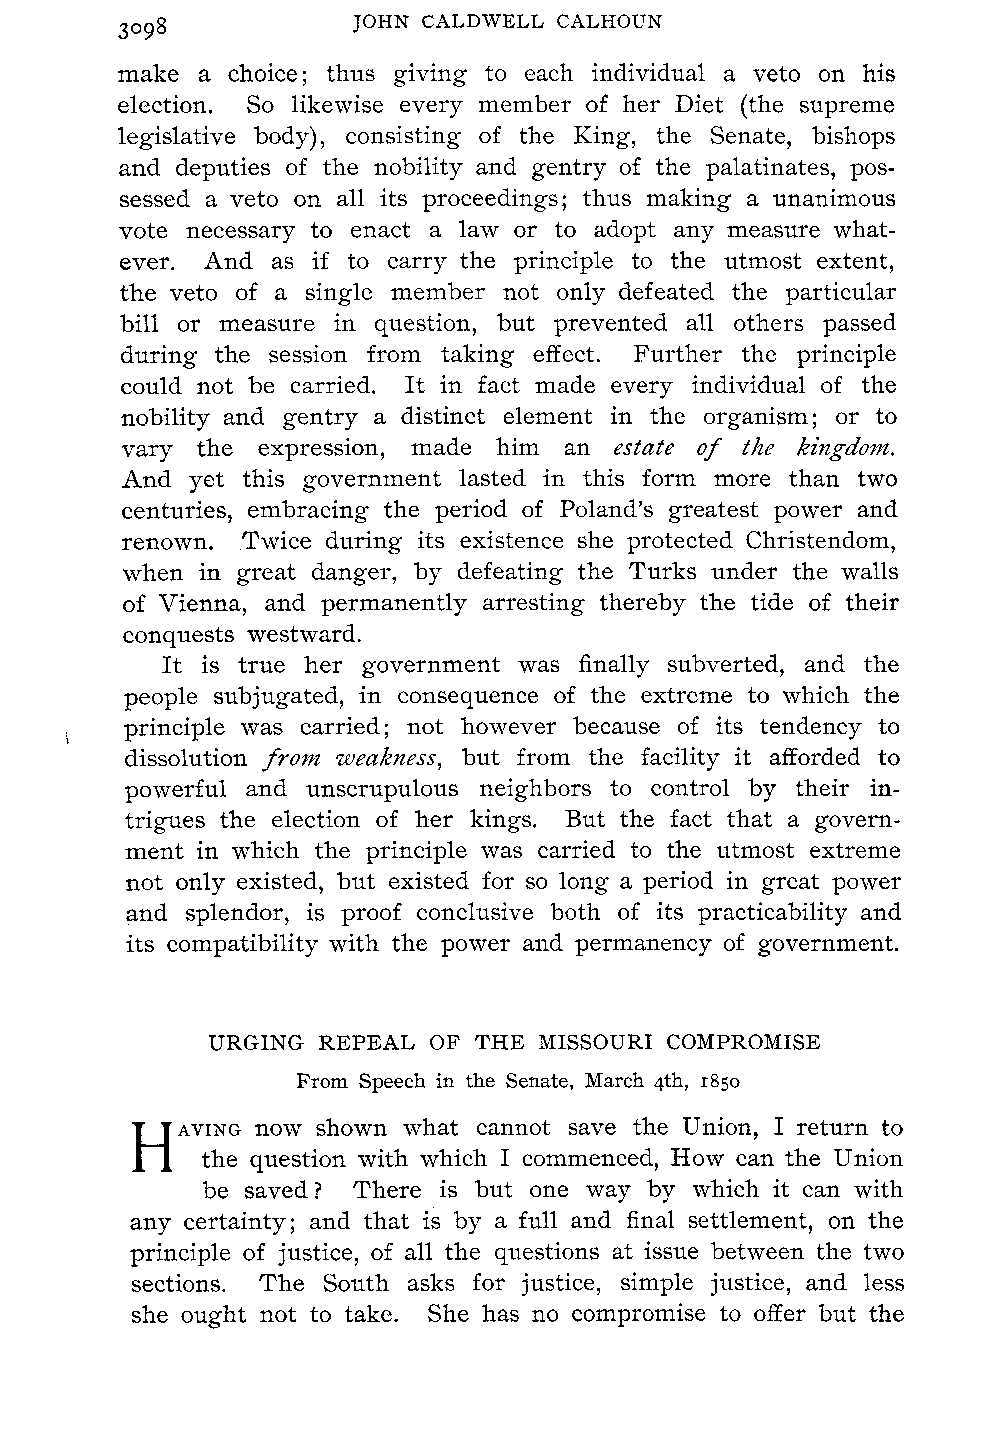 3098 JOHN CALDWELL CALHOUN
make a choice; thus giving to each individual a veto on his
election. So likewise every member of her Diet (the supreme
legislative body), consisting of the King, the Senate, bishops
and deputies of the nobility and gentry of the palatinates, pos-
sessed a veto on all its proceedings; thus making a unanimous
vote necessary to enact a law or to adopt any measure what-
ever. And as if to carry the principle to the utmost extent,
the veto of a single member not only defeated the particular
bill or measure in question, but prevented all others passed
during the session from taking effect. Further the principle
could not be carried. It in fact made every individual of the
nobility and gentry a distinct element in the organism; or to
vary the expression, made him an estate of the kingdom.
And yet this government lasted in this form more than two
centuries, embracing the period of Poland's greatest power and
renown. Twice during its existence she protected Christendom,
when in great danger, by defeating the Turks under the walls
of Vienna, and permanently arresting thereby the tide of their
conquests westward.
It is true her government was finally subverted, and the
people subjugated, in consequence of the extreme to which the
principle was carried; not however because of its tendency to
dissolution from weakness, but from the facility it afforded to
powerful and unscrupulous neighbors to control by their in-
trigues the election of her kings. But the fact that a govern-
ment in which the principle was carried to the utmost extreme
not only existed, but existed for so long a period in great power
and splendor, is proof conclusive both of its practicability and
its compatibility with the power and permanency of government.
URGING REPEAL OF THE MISSOURI COMPROMISE
From Speech in the Senate, March 4th, 1850
HAVING now shown what cannot save the Union, I return to
the question with which I commenced, How can the Union
be saved? There is but one way by which it can with
any certainty; and that is by a full and final settlement, on the
principle of justice, of all the questions at issue between the two
sections. The South asks for justice, simple justice, and less
she ought not to take. She has no compromise to offer but the